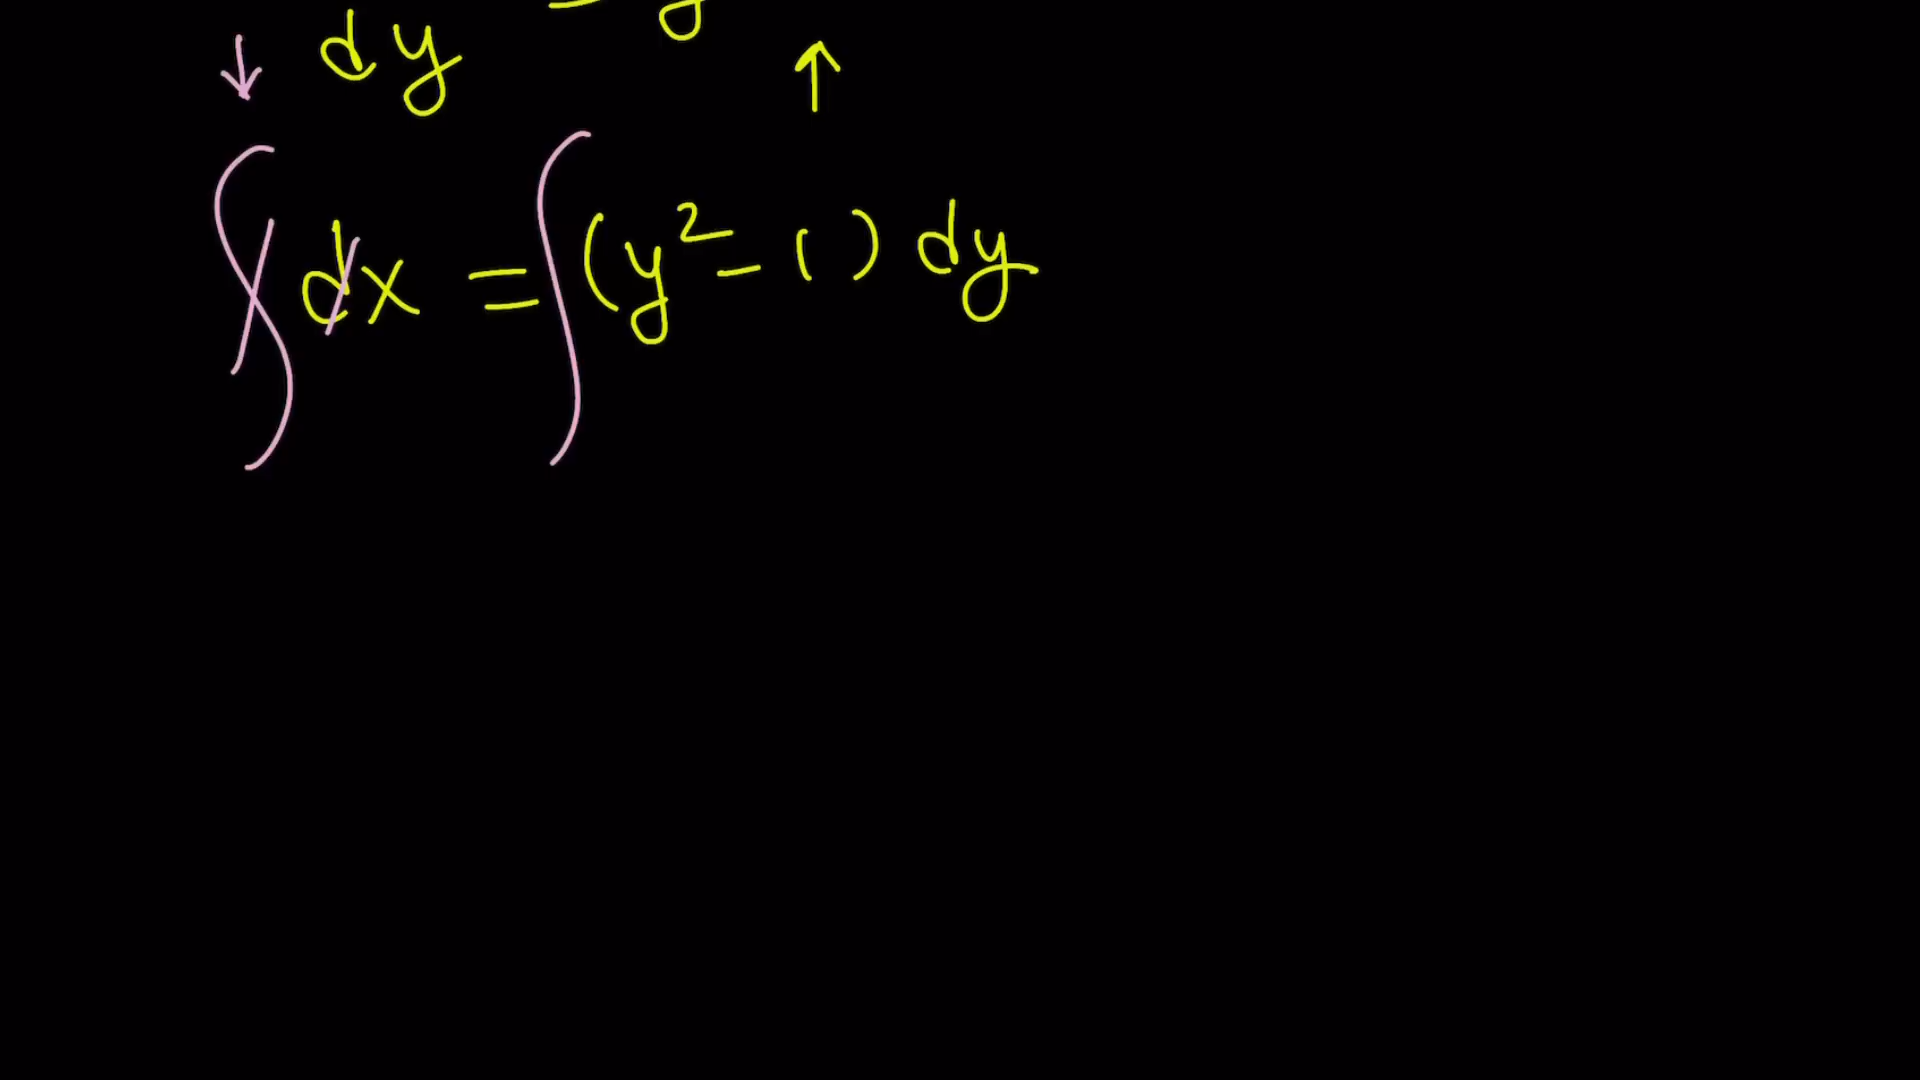 dy = y
∫ dx = ∫ (y² - 1) dy